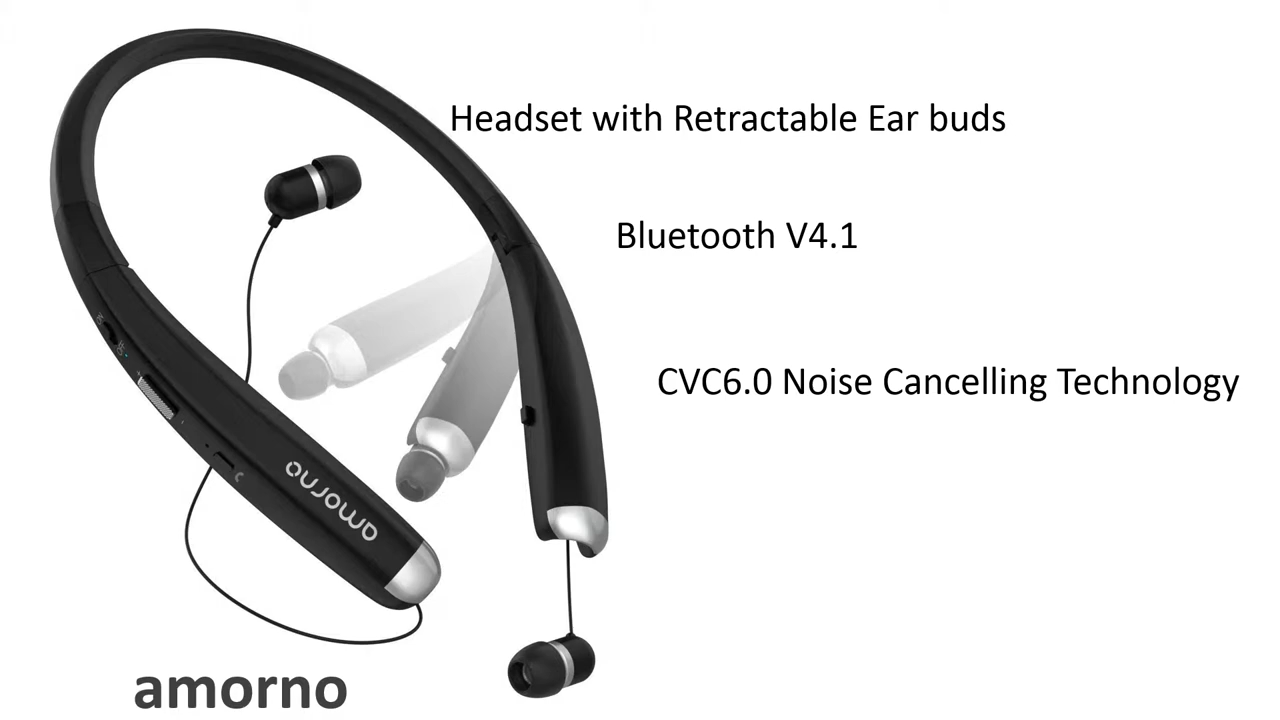 Headset with Retractable Ear buds
Bluetooth V4.1
CVC6.0 Noise Cancelling Technology
amorno
amorno